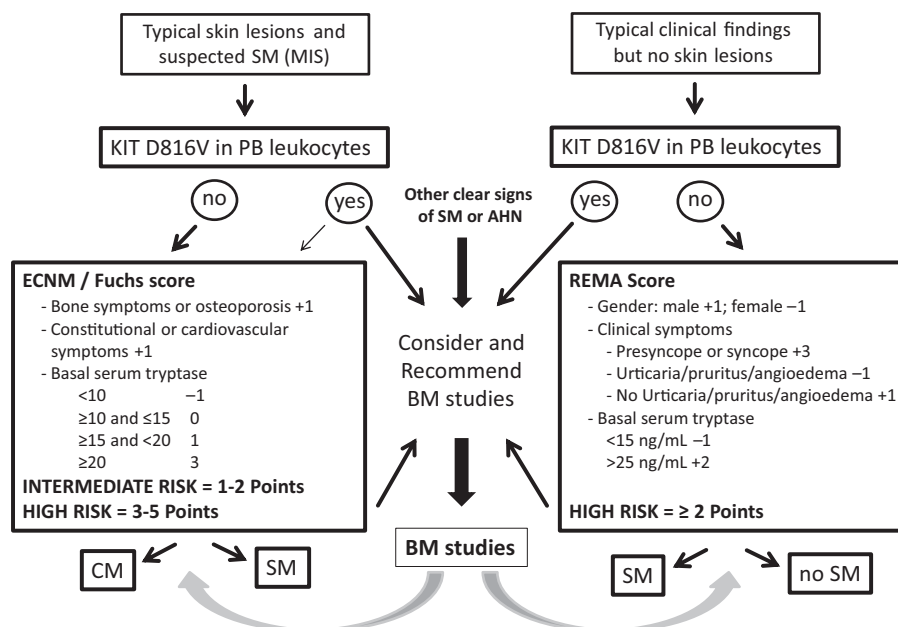 Typical skin lesions and
suspected SM (MIS)
Typical clinical findings
but no skin lesions
KIT D816V in PB leukocytes
KIT D816V in PB leukocytes
no
yes
Other clear signs
of SM or AHN
yes
no
ECNM / Fuchs score
- Bone symptoms or osteoporosis +1
- Constitutional or cardiovascular
symptoms +1
- Basal serum tryptase
<10 –1
≥10 and ≤15 0
≥15 and <20 1
≥20 3
INTERMEDIATE RISK = 1-2 Points
HIGH RISK = 3-5 Points
Consider and
Recommend
BM studies
REMA Score
- Gender: male +1; female –1
- Clinical symptoms
- Presyncope or syncope +3
- Urticaria/pruritus/angioedema –1
- No Urticaria/pruritus/angioedema +1
- Basal serum tryptase
<15 ng/mL –1
>25 ng/mL +2
HIGH RISK = ≥ 2 Points
BM studies
CM
SM
SM
no SM